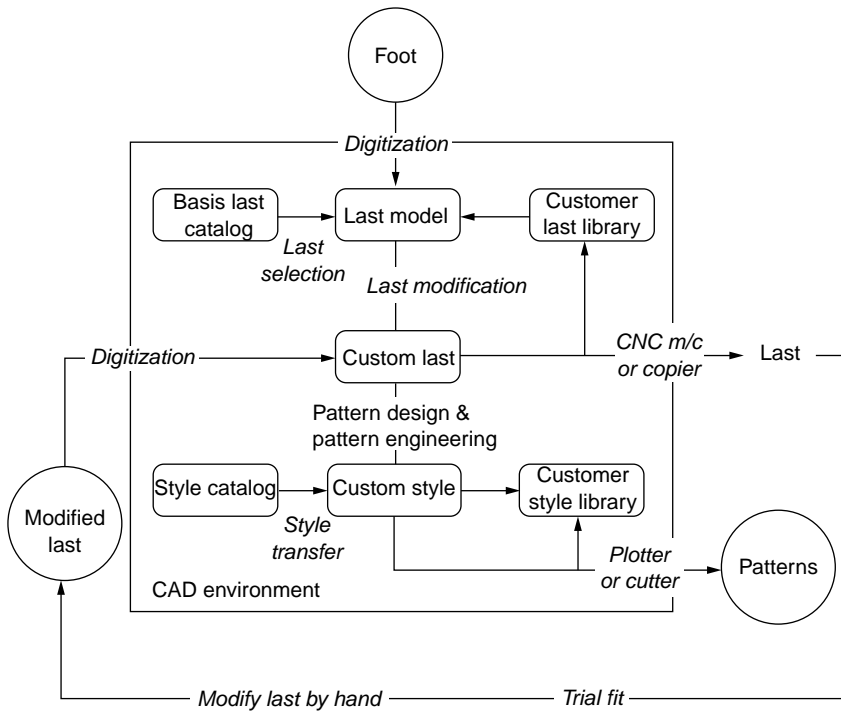 Foot
Digitization
Basis last
catalog
Last model
Customer
last library
Last
selection
Last modification
Digitization
Custom last
CNC m/c
or copier
Last
Pattern design &
pattern engineering
Style catalog
Custom style
Customer
style library
Modified
last
Style
transfer
Plotter
or cutter
Patterns
CAD environment
Modify last by hand
Trial fit